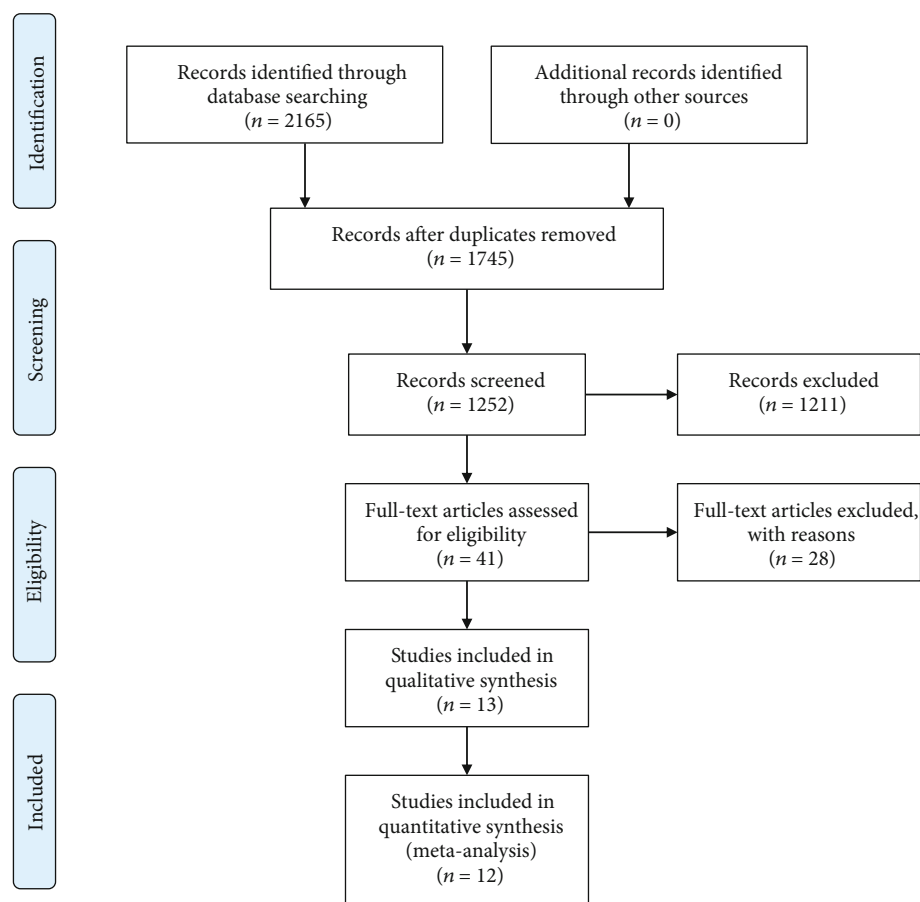 Identification
Records identified through
database searching
(n = 2165)
Additional records identified
through other sources
(n = 0)
Records after duplicates removed
(n = 1745)
Screening
Records screened
(n = 1252)
Records excluded
(n = 1211)
Eligibility
Full-text articles assessed
for eligibility
(n = 41)
Full-text articles excluded,
with reasons
(n = 28)
Studies included in
qualitative synthesis
(n = 13)
Included
Studies included in
quantitative synthesis
(meta-analysis)
(n = 12)